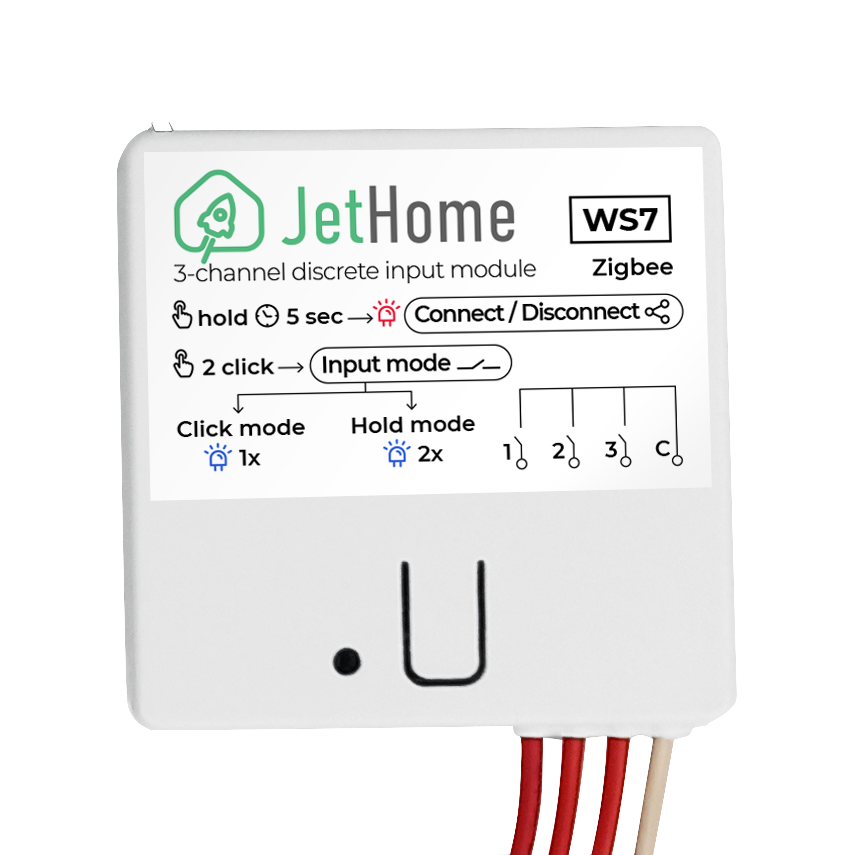 JetHome
WS7
3-channel discrete input module
Zigbee
hold 5 sec → Connect / Disconnect
2 click → Input mode
Click mode
Hold mode
1x
2x
1 2 3 C